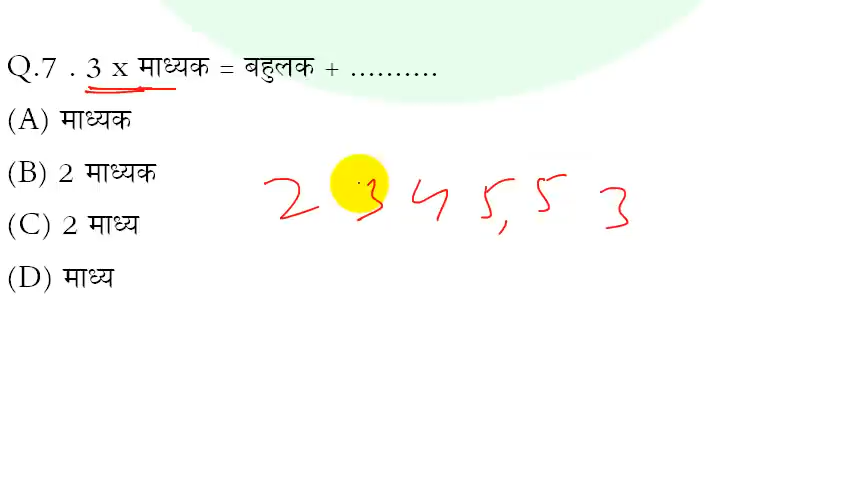 Q.7 . 3 x माध्यक = बहुलक + ..........
(A) माध्यक
(B) 2 माध्यक
(C) 2 माध्य
(D) माध्य
2 3 4 5, 5 3